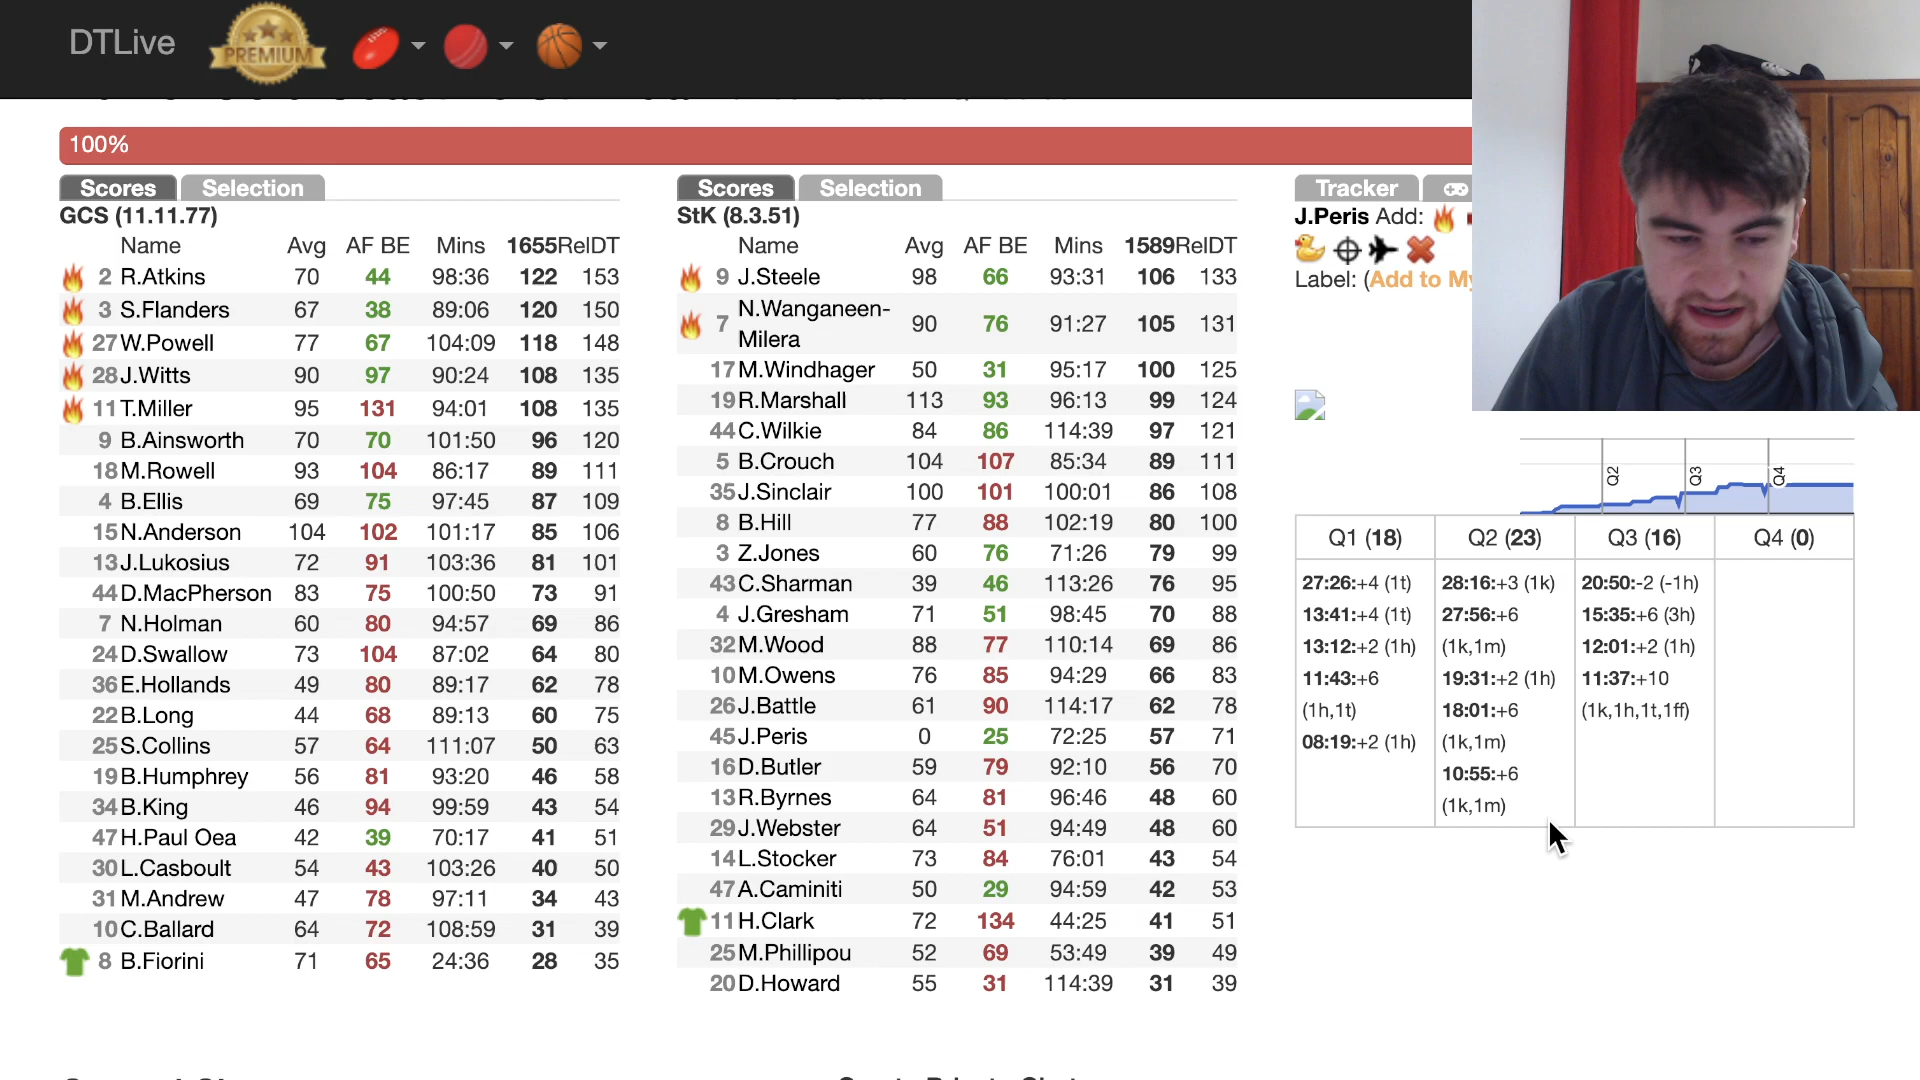 DTLive
PREMIUM
100%
Scores Selection
GCS (11.11.77)
Name Avg AF BE Mins 1655 RelDT
2 R.Atkins 70 44 98:36 122 153
3 S.Flanders 67 38 89:06 120 150
27 W.Powell 77 67 104:09 118 148
28 J.Witts 90 97 90:24 108 135
11 T.Miller 95 131 94:01 108 135
9 B.Ainsworth 70 70 101:50 96 120
18 M.Rowell 93 104 86:17 89 111
4 B.Ellis 69 75 97:45 87 109
15 N.Anderson 104 102 101:17 85 106
13 J.Lukosius 72 91 103:36 81 101
44 D.MacPherson 83 75 100:50 73 91
7 N.Holman 60 80 94:57 69 86
24 D.Swallow 73 104 87:02 64 80
36 E.Hollands 49 80 89:17 62 78
22 B.Long 44 68 89:13 60 75
25 S.Collins 57 64 111:07 50 63
19 B.Humphrey 56 81 93:20 46 58
34 B.King 46 94 99:59 43 54
47 H.Paul Oea 42 39 70:17 41 51
30 L.Casboult 54 43 103:26 40 50
31 M.Andrew 47 78 97:11 34 43
10 C.Ballard 64 72 108:59 31 39
8 B.Fiorini 71 65 24:36 28 35
Scores Selection
StK (8.3.51)
Name Avg AF BE Mins 1589 RelDT
9 J.Steele 98 66 93:31 106 133
7 N.Wanganeen-
Milera 90 76 91:27 105 131
17 M.Windhager 50 31 95:17 100 125
19 R.Marshall 113 93 96:13 99 124
44 C.Wilkie 84 86 114:39 97 121
5 B.Crouch 104 107 85:34 89 111
35 J.Sinclair 100 101 100:01 86 108
8 B.Hill 77 88 102:19 80 100
3 Z.Jones 60 76 71:26 79 99
43 C.Sharman 39 46 113:26 76 95
4 J.Gresham 71 51 98:45 70 88
32 M.Wood 88 77 110:14 69 86
10 M.Owens 76 85 94:29 66 83
26 J.Battle 61 90 114:17 62 78
45 J.Peris 0 25 72:25 57 71
16 D.Butler 59 79 92:10 56 70
13 R.Byrnes 64 81 96:46 48 60
29 J.Webster 64 51 94:49 48 60
14 L.Stocker 73 84 76:01 43 54
47 A.Caminiti 50 29 94:59 42 53
11 H.Clark 72 134 44:25 41 51
25 M.Phillipou 52 69 53:49 39 49
20 D.Howard 55 31 114:39 31 39
Tracker
J.Peris Add:
Label: (Add to My
Q2 Q3 Q4
Q1 (18) Q2 (23) Q3 (16) Q4 (0)
27:26:+4 (1t)
13:41:+4 (1t)
13:12:+2 (1h)
11:43:+6
(1h,1t)
08:19:+2 (1h)
28:16:+3 (1k)
27:56:+6
(1k,1m)
19:31:+2 (1h)
18:01:+6
(1k,1m)
10:55:+6
(1k,1m)
20:50:-2 (-1h)
15:35:+6 (3h)
12:01:+2 (1h)
11:37:+10
(1k,1h,1t,1ff)